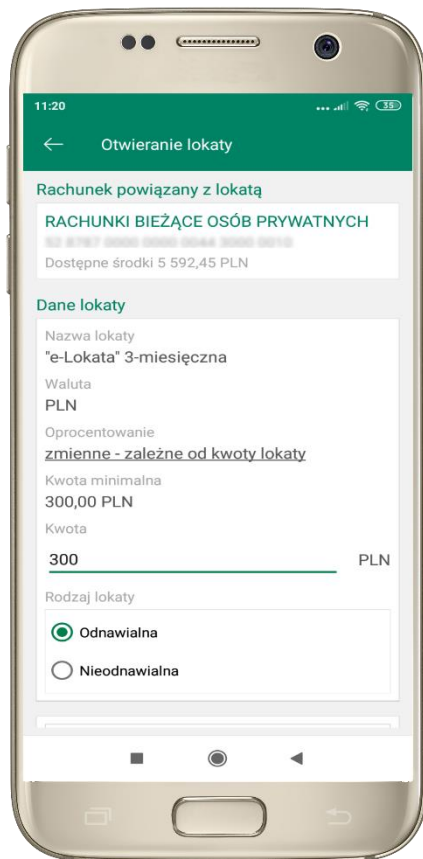 11:20
35
Otwieranie lokaty
Rachunek powiązany z lokatą
RACHUNKI BIEŻĄCE OSÓB PRYWATNYCH
Dostępne środki 5 592,45 PLN
Dane lokaty
Nazwa lokaty
"e-Lokata" 3-miesięczna
Waluta
PLN
Oprocentowanie
zmienne - zależne od kwoty lokaty
Kwota minimalna
300,00 PLN
Kwota
300 PLN
Rodzaj lokaty
Odnawialna
Nieodnawialna